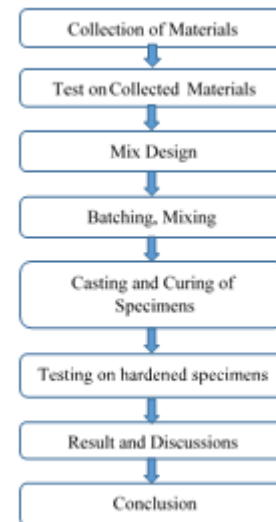 Collection of Materials
Test on Collected Materials
Mix Design
Batching, Mixing
Casting and Curing of
Specimens
Testing on hardened specimens
Result and Discussions
Conclusion